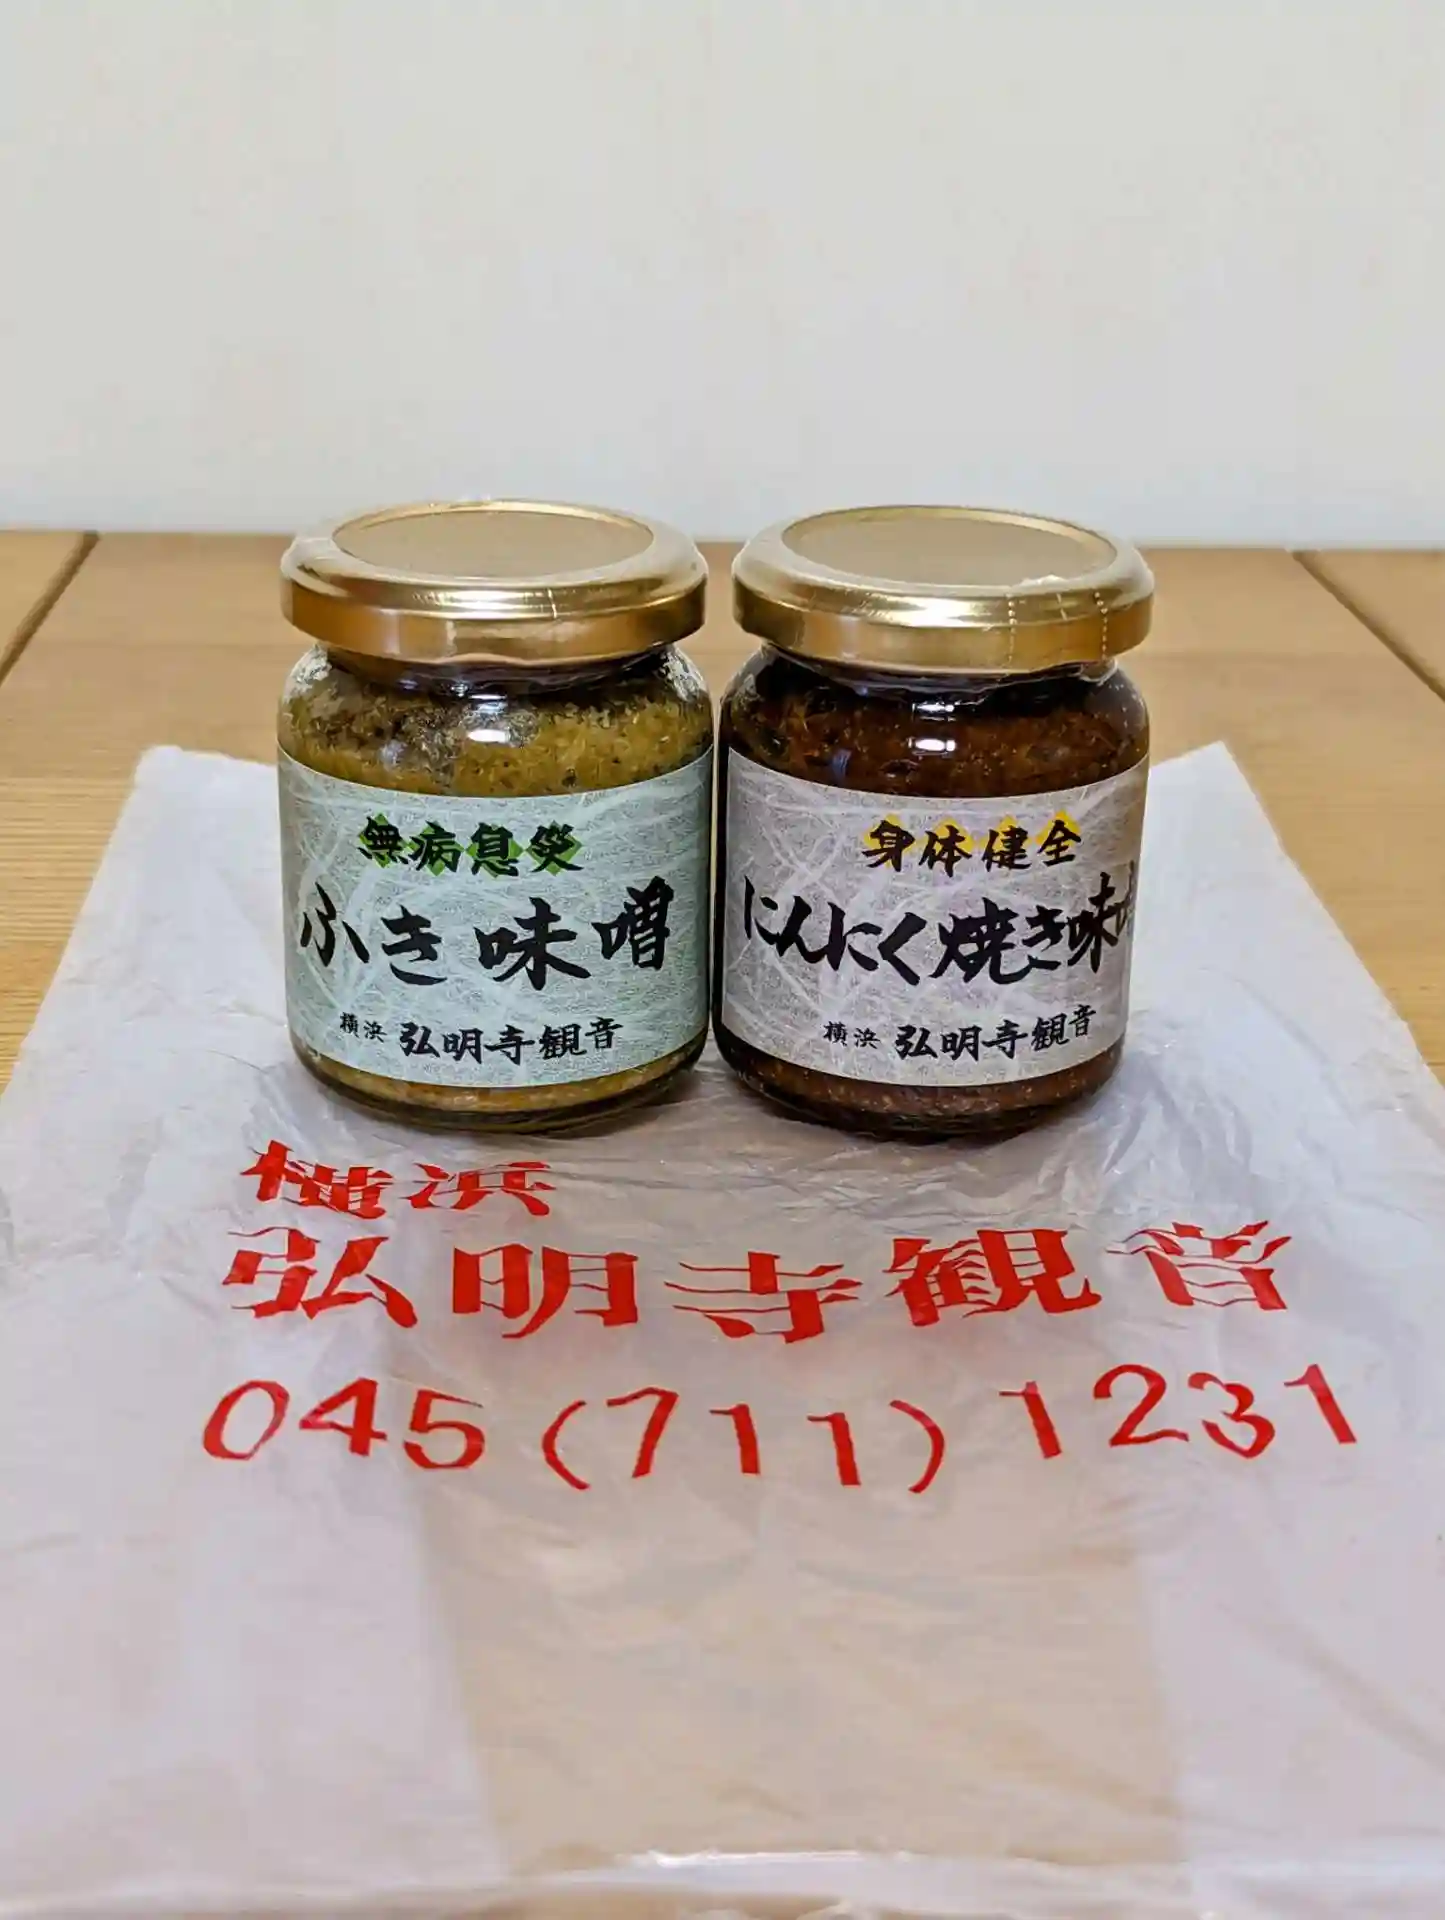 無病息災
ふき味噌
横浜 弘明寺観音
身体健全
にんにく焼き味
横浜 弘明寺観音
横浜
弘明寺観音
045(711)1231